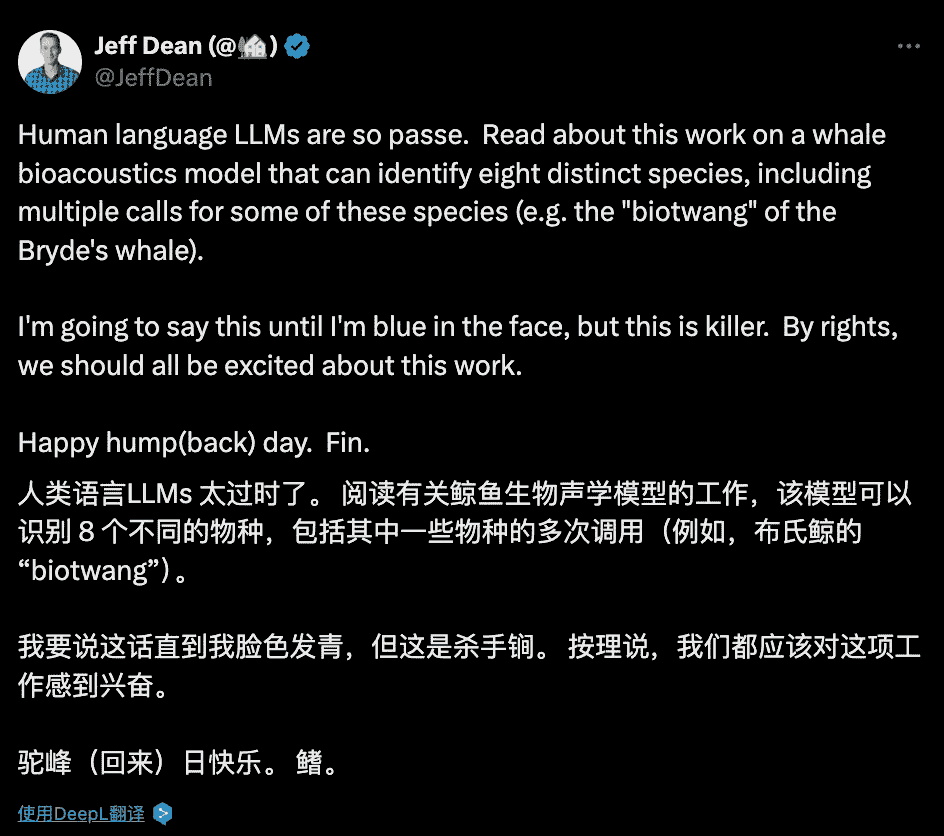 Jeff Dean (@🏡)
@JeffDean
Human language LLMs are so passe.  Read about this work on a whale
bioacoustics model that can identify eight distinct species, including
multiple calls for some of these species (e.g. the "biotwang" of the
Bryde's whale).
I'm going to say this until I'm blue in the face, but this is killer.  By rights,
we should all be excited about this work.
Happy hump(back) day.  Fin.
人类语言LLMs 太过时了。 阅读有关鲸鱼生物声学模型的工作，该模型可以
识别 8 个不同的物种，包括其中一些物种的多次调用（例如，布氏鲸的
“biotwang”）。
我要说这话直到我脸色发青，但这是杀手锏。 按理说，我们都应该对这项工
作感到兴奋。
驼峰（回来）日快乐。 鳍。
使用DeepL翻译